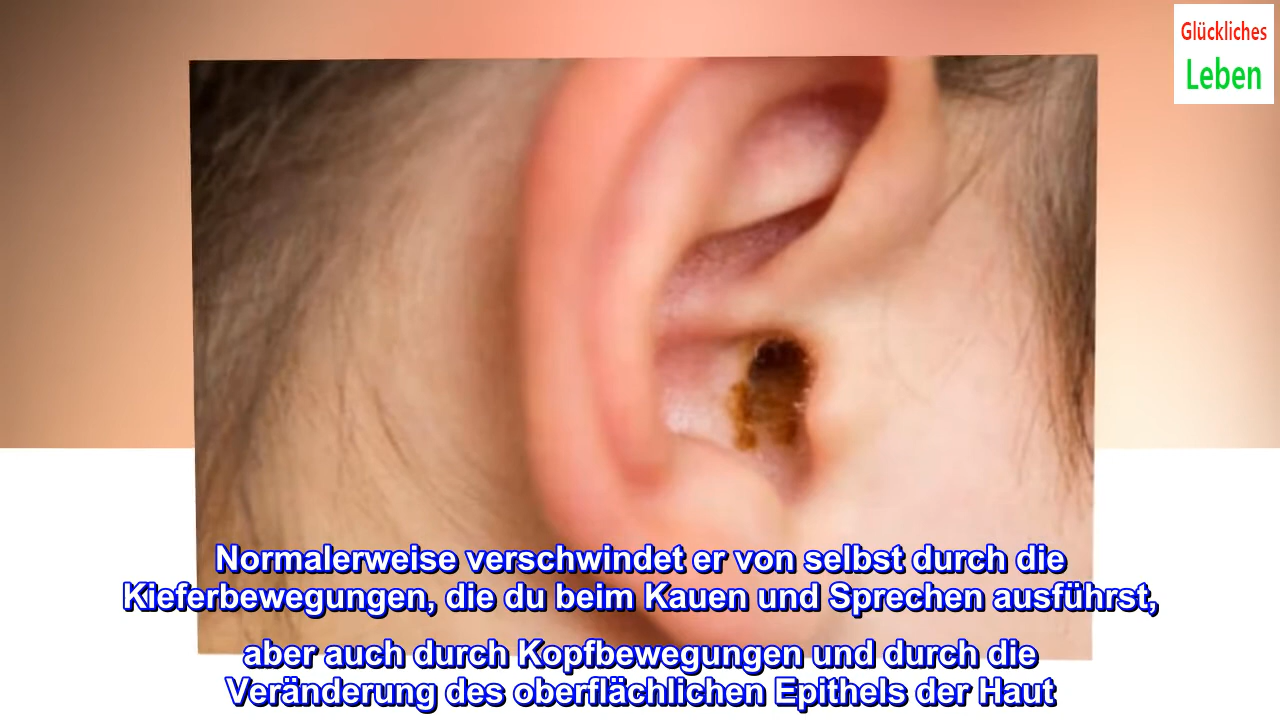 Glückliches
Leben
Normalerweise verschwindet er von selbst durch die
Kieferbewegungen, die du beim Kauen und Sprechen ausführst,
aber auch durch Kopfbewegungen und durch die
Veränderung des oberflächlichen Epithels der Haut